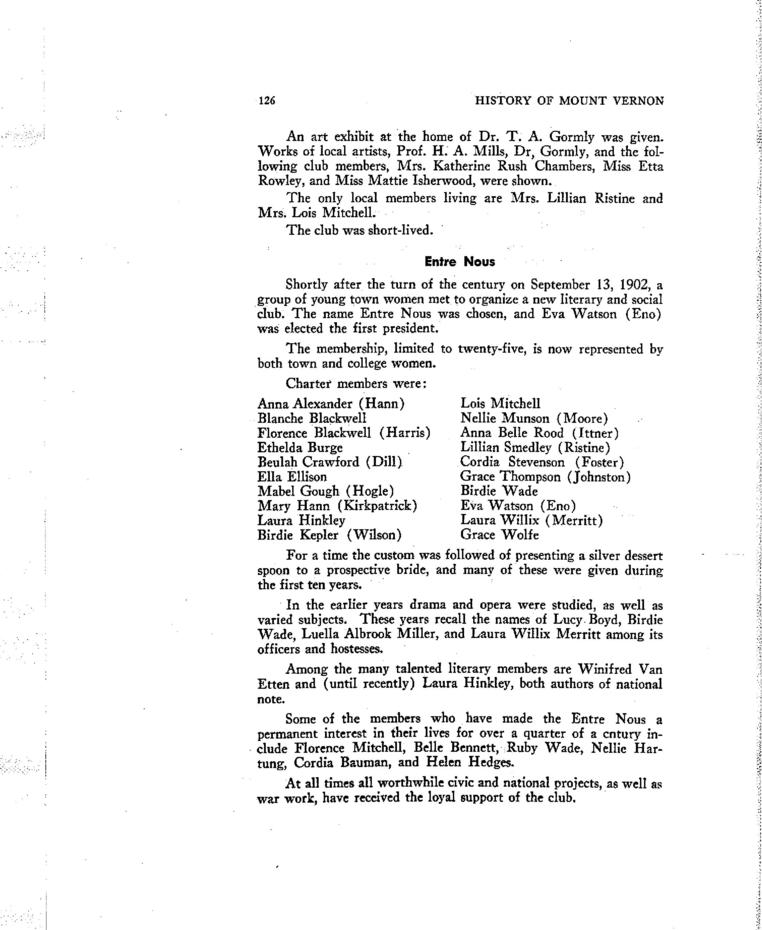 126 HISTORY OF MOUNT VERNON
An art exhibit at the home of Dr. T. A. Gormly was given.
Works of local artists, Prof. H. A. Mills, Dr, Gormly, and the fol-
lowing club members, Mrs. Katherine Rush Chambers, Miss Etta
Rowley, and Miss Mattie Isherwood, were shown.
The only local members living are Mrs. Lillian Ristine and
Mrs. Lois Mitchell.
The club was short-lived.
Entre Nous
Shortly after the turn of the century on September 13, 1902, a
group of young town women met to organize a new literary and social
club. The name Entre Nous was chosen, and Eva Watson (Eno)
was elected the first president.
The membership, limited to twenty-five, is now represented by
both town and college women.
Charter members were:
Anna Alexander (Hann)
Blanche Blackwell
Florence Blackwell (Harris)
Ethelda Burge
Beulah Crawford (Dill)
Ella Ellison
Mabel Gough (Hogle)
Mary Hann (Kirkpatrick)
Laura Hinkley
Birdie Kepler (Wilson)
Lois Mitchell
Nellie Munson (Moore)
Anna Belle Rood (Ittner)
Lillian Smedley (Ristine)
Cordia Stevenson (Foster)
Grace Thompson (Johnston)
Birdie Wade
Eva Watson (Eno)
Laura Willix (Merritt)
Grace Wolfe
For a time the custom was followed of presenting a silver dessert
spoon to a prospective bride, and many of these were given during
the first ten years.
In the earlier years drama and opera were studied, as well as
varied subjects. These years recall the names of Lucy Boyd, Birdie
Wade, Luella Albrook Miller, and Laura Willix Merritt among its
officers and hostesses.
Among the many talented literary members are Winifred Van
Etten and (until recently) Laura Hinkley, both authors of national
note.
Some of the members who have made the Entre Nous a
permanent interest in their lives for over a quarter of a cntury in-
clude Florence Mitchell, Belle Bennett, Ruby Wade, Nellie Har-
tung, Cordia Bauman, and Helen Hedges.
At all times all worthwhile civic and national projects, as well as
war work, have received the loyal support of the club.